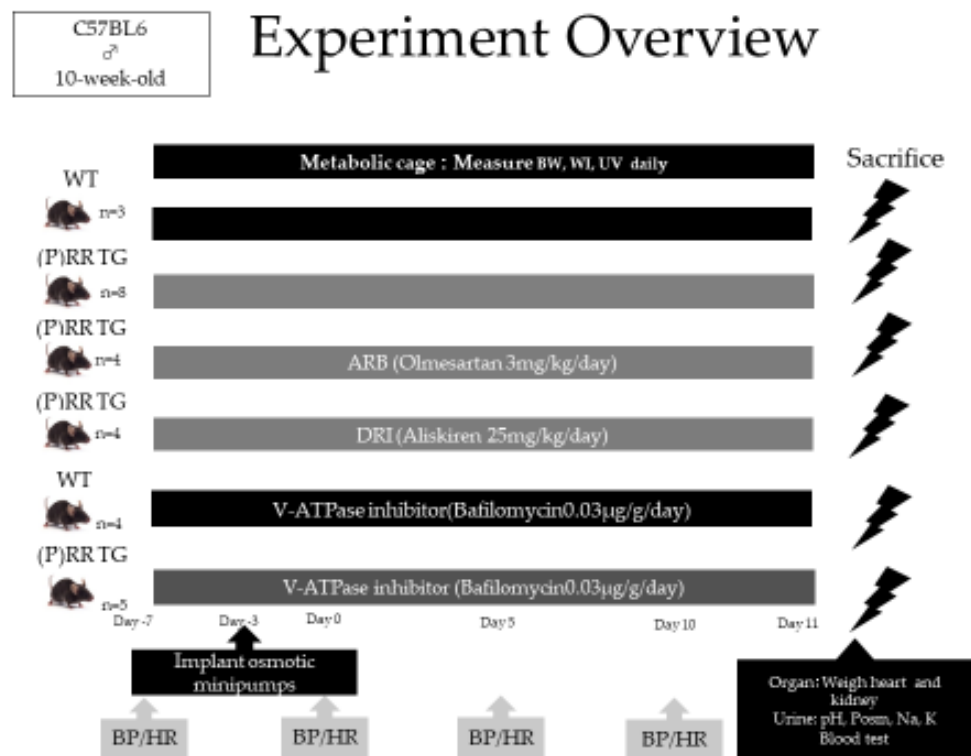 C57BL6
♂
10-week-old
Experiment Overview
Metabolic cage : Measure BW, WI, UV daily
Sacrifice
WT
n=3
(P)RR TG
n=8
(P)RR TG
n=4
ARB (Olmesartan 3mg/kg/day)
(P)RR TG
n=4
DRI (Aliskiren 25mg/kg/day)
WT
n=4
V-ATPase inhibitor(Bafilomycin0.03μg/g/day)
(P)RR TG
n=5
V-ATPase inhibitor (Bafilomycin0.03μg/g/day)
Day -7
Day -3
Day 0
Day 5
Day 10
Day 11
Implant osmotic
minipumps
Organ: Weigh heart and
kidney
Urine: pH, Posm, Na, K
Blood test
BP/HR
BP/HR
BP/HR
BP/HR